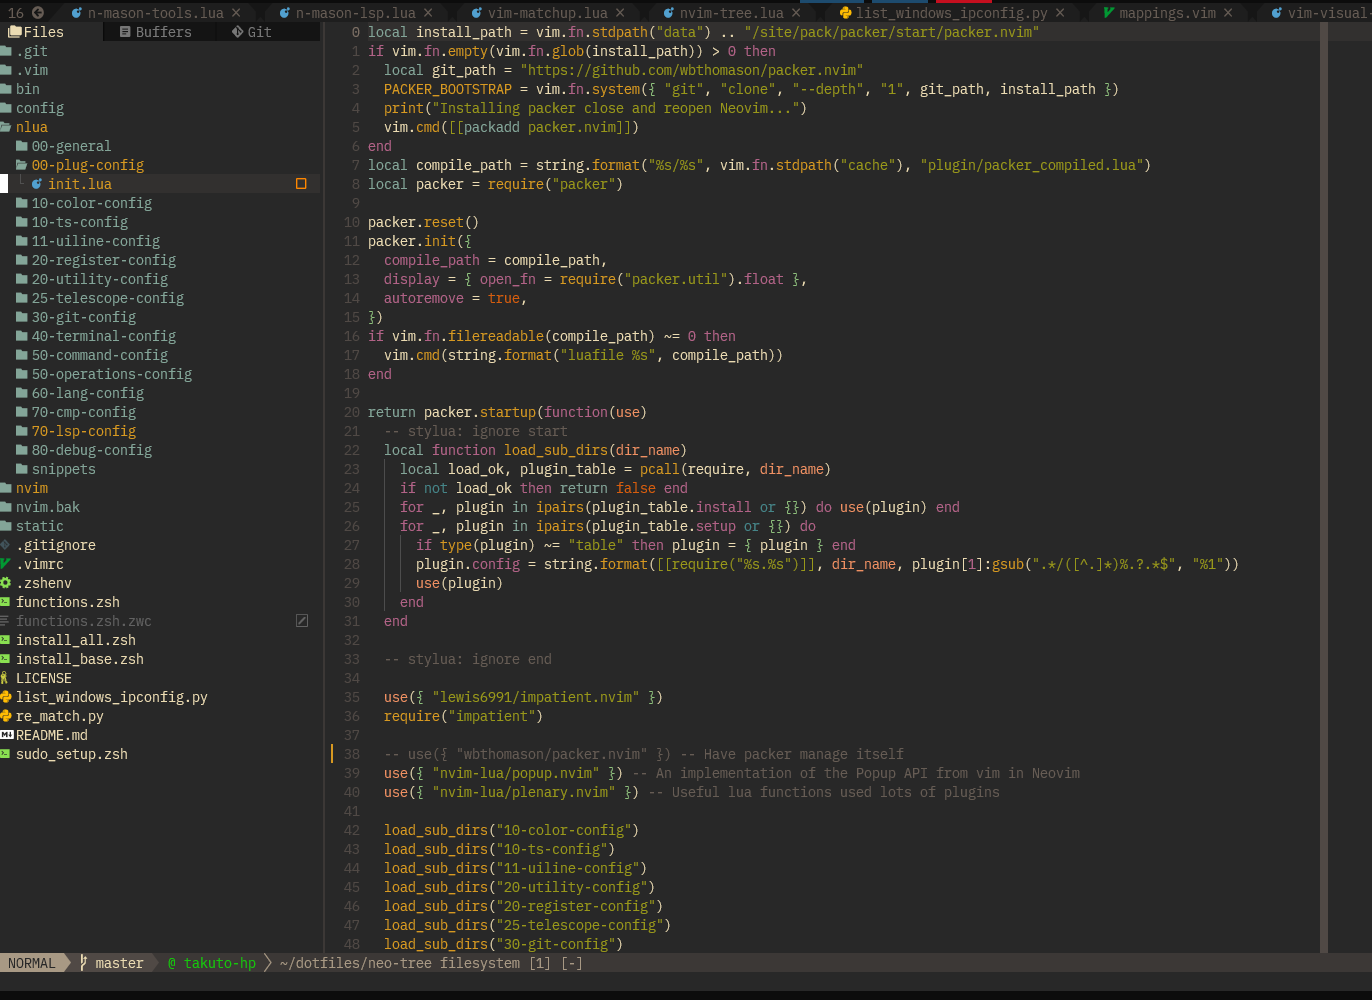 16 n-mason-tools.lua × n-mason-lsp.lua × vim-matchup.lua × nvim-tree.lua × list_windows_ipconfig.py × mappings.vim × vim-visual-
Files Buffers Git
.git
.vim
bin
config
nlua
00-general
00-plug-config
init.lua
10-color-config
10-ts-config
11-uiline-config
20-register-config
20-utility-config
25-telescope-config
30-git-config
40-terminal-config
50-command-config
50-operations-config
60-lang-config
70-cmp-config
70-lsp-config
80-debug-config
snippets
nvim
nvim.bak
static
.gitignore
.vimrc
.zshenv
functions.zsh
functions.zsh.zwc
install_all.zsh
install_base.zsh
LICENSE
list_windows_ipconfig.py
re_match.py
README.md
sudo_setup.zsh
0 local install_path = vim.fn.stdpath("data") .. "/site/pack/packer/start/packer.nvim"
1 if vim.fn.empty(vim.fn.glob(install_path)) > 0 then
2   local git_path = "https://github.com/wbthomason/packer.nvim"
3   PACKER_BOOTSTRAP = vim.fn.system({ "git", "clone", "--depth", "1", git_path, install_path })
4   print("Installing packer close and reopen Neovim...")
5   vim.cmd([[packadd packer.nvim]])
6 end
7 local compile_path = string.format("%s/%s", vim.fn.stdpath("cache"), "plugin/packer_compiled.lua")
8 local packer = require("packer")
9
10 packer.reset()
11 packer.init({
12   compile_path = compile_path,
13   display = { open_fn = require("packer.util").float },
14   autoremove = true,
15 })
16 if vim.fn.filereadable(compile_path) ~= 0 then
17   vim.cmd(string.format("luafile %s", compile_path))
18 end
19
20 return packer.startup(function(use)
21   -- stylua: ignore start
22   local function load_sub_dirs(dir_name)
23     local load_ok, plugin_table = pcall(require, dir_name)
24     if not load_ok then return false end
25     for _, plugin in ipairs(plugin_table.install or {}) do use(plugin) end
26     for _, plugin in ipairs(plugin_table.setup or {}) do
27       if type(plugin) ~= "table" then plugin = { plugin } end
28       plugin.config = string.format([[require("%s.%s")]], dir_name, plugin[1]:gsub(".*/([^.]*)%.?.*$", "%1"))
29       use(plugin)
30     end
31   end
32
33   -- stylua: ignore end
34
35   use({ "lewis6991/impatient.nvim" })
36   require("impatient")
37
38   -- use({ "wbthomason/packer.nvim" }) -- Have packer manage itself
39   use({ "nvim-lua/popup.nvim" }) -- An implementation of the Popup API from vim in Neovim
40   use({ "nvim-lua/plenary.nvim" }) -- Useful lua functions used lots of plugins
41
42   load_sub_dirs("10-color-config")
43   load_sub_dirs("10-ts-config")
44   load_sub_dirs("11-uiline-config")
45   load_sub_dirs("20-utility-config")
46   load_sub_dirs("20-register-config")
47   load_sub_dirs("25-telescope-config")
48   load_sub_dirs("30-git-config")
NORMAL master @ takuto-hp ~/dotfiles/neo-tree filesystem [1] [-]